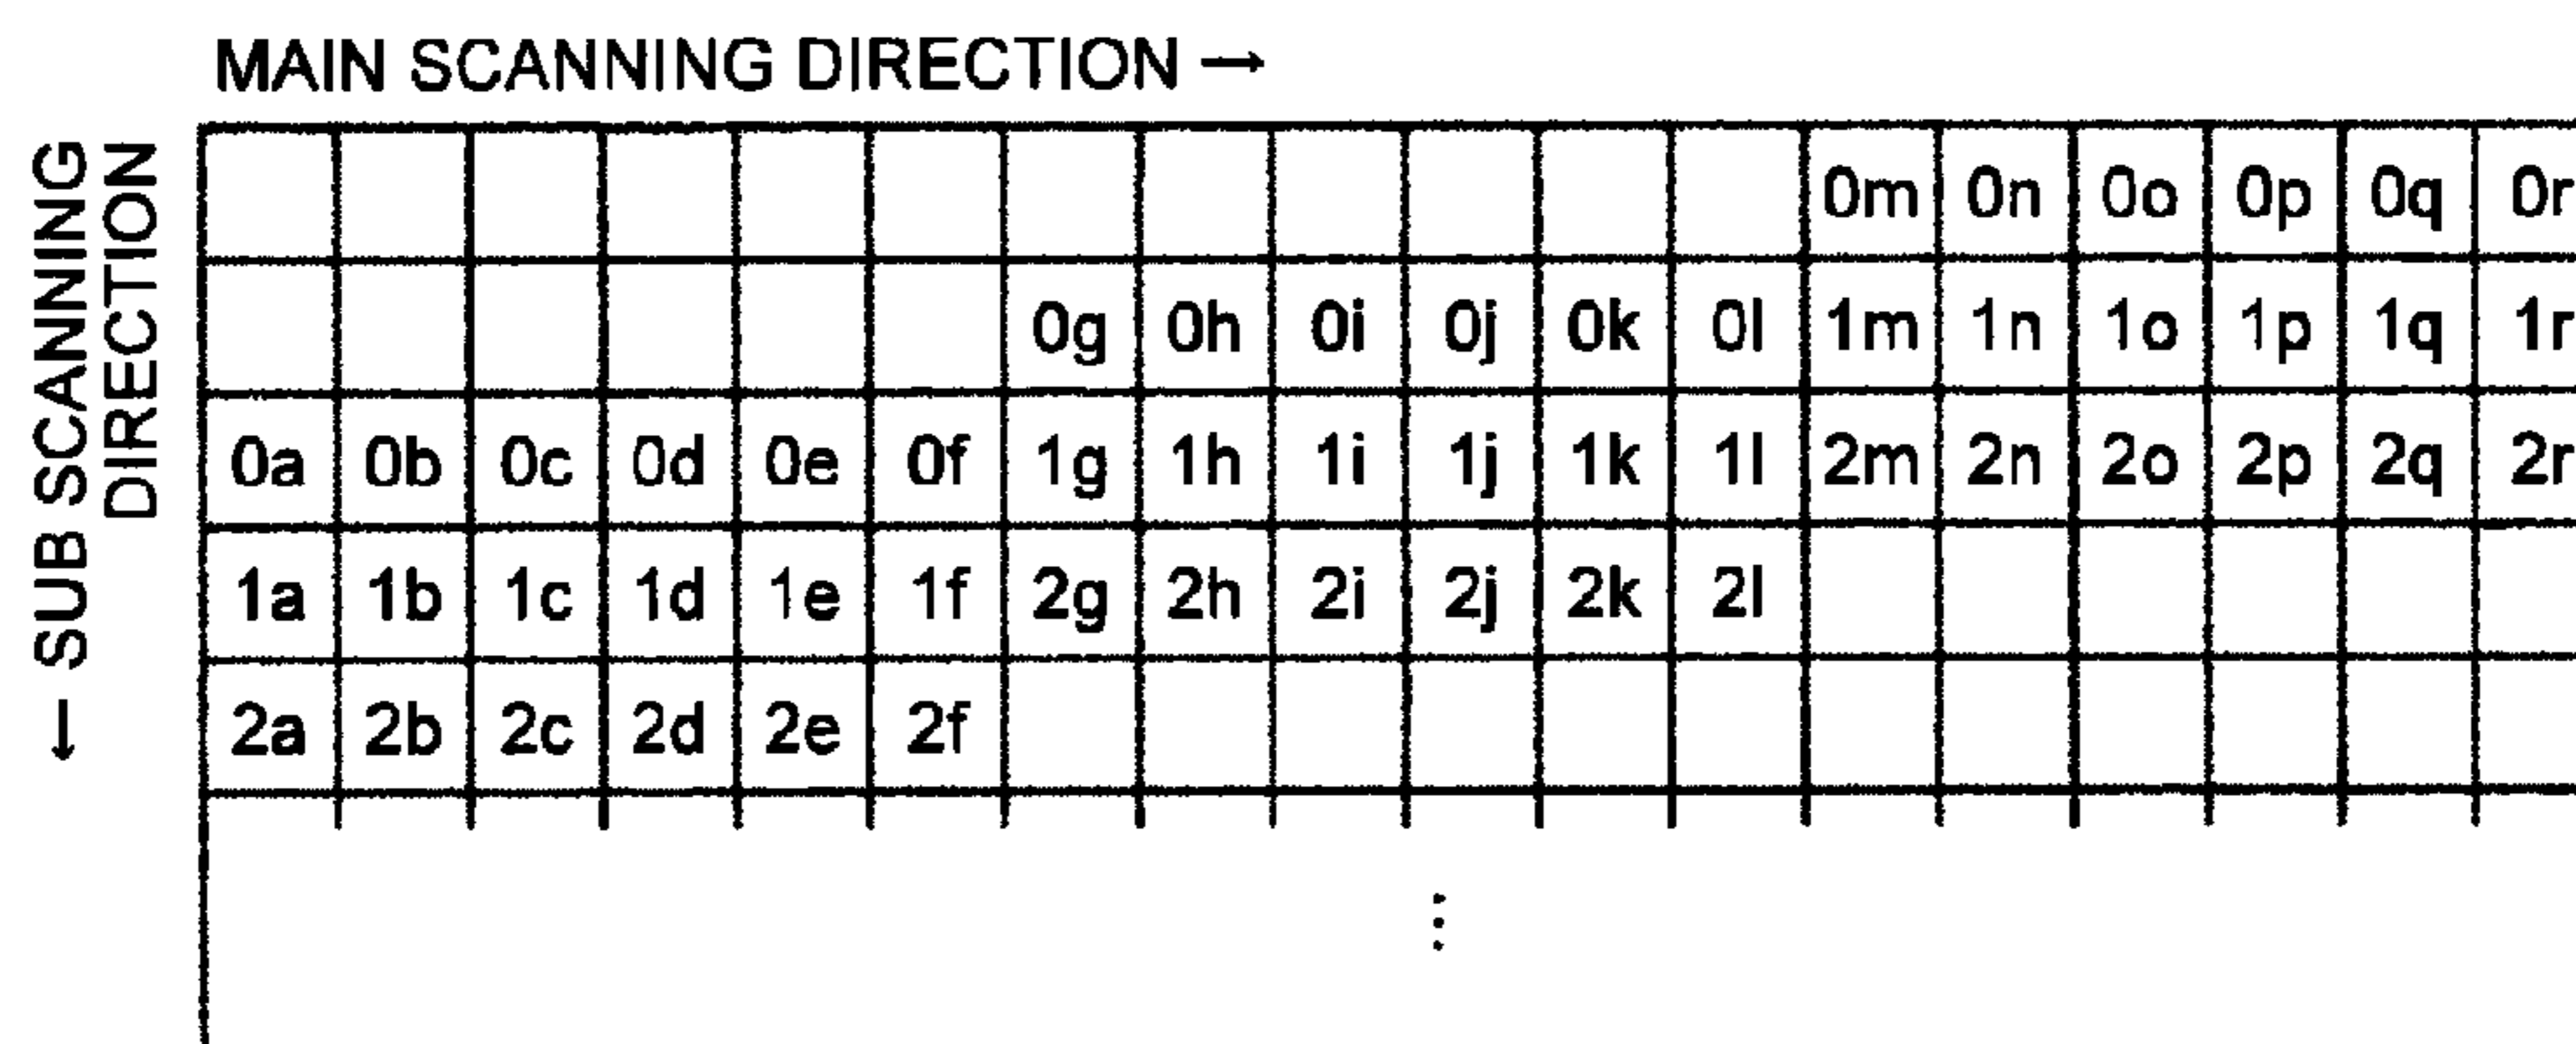 MAIN SCANNING DIRECTION →
← SUB SCANNING
DIRECTION
0m 0n 0o 0p 0q 0r
0g 0h 0i 0j 0k 0l 1m 1n 1o 1p 1q 1r
0a 0b 0c 0d 0e 0f 1g 1h 1i 1j 1k 1l 2m 2n 2o 2p 2q 2r
1a 1b 1c 1d 1e 1f 2g 2h 2i 2j 2k 2l
2a 2b 2c 2d 2e 2f
⋮